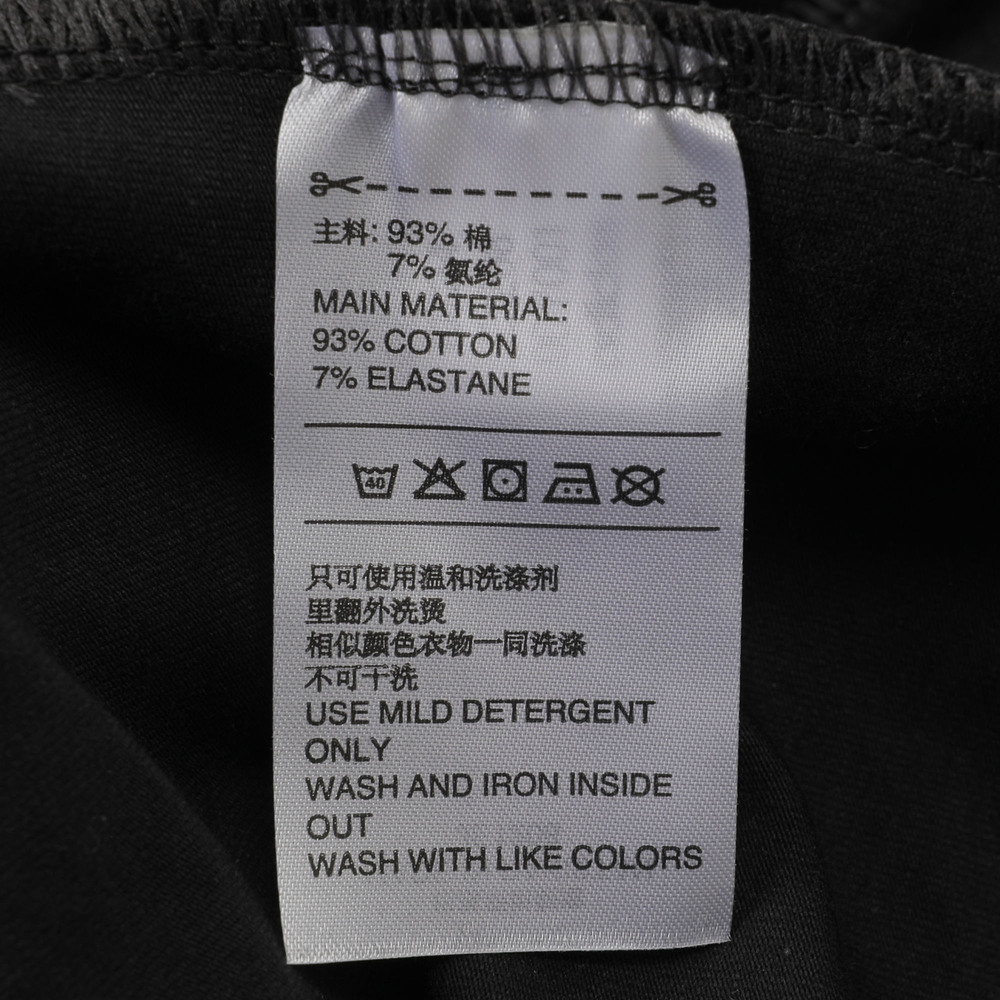 主料: 93% 棉
7% 氨纶
MAIN MATERIAL:
93% COTTON
7% ELASTANE
40
只可使用温和洗涤剂
里翻外洗烫
相似颜色衣物一同洗涤
不可干洗
USE MILD DETERGENT
ONLY
WASH AND IRON INSIDE
OUT
WASH WITH LIKE COLORS